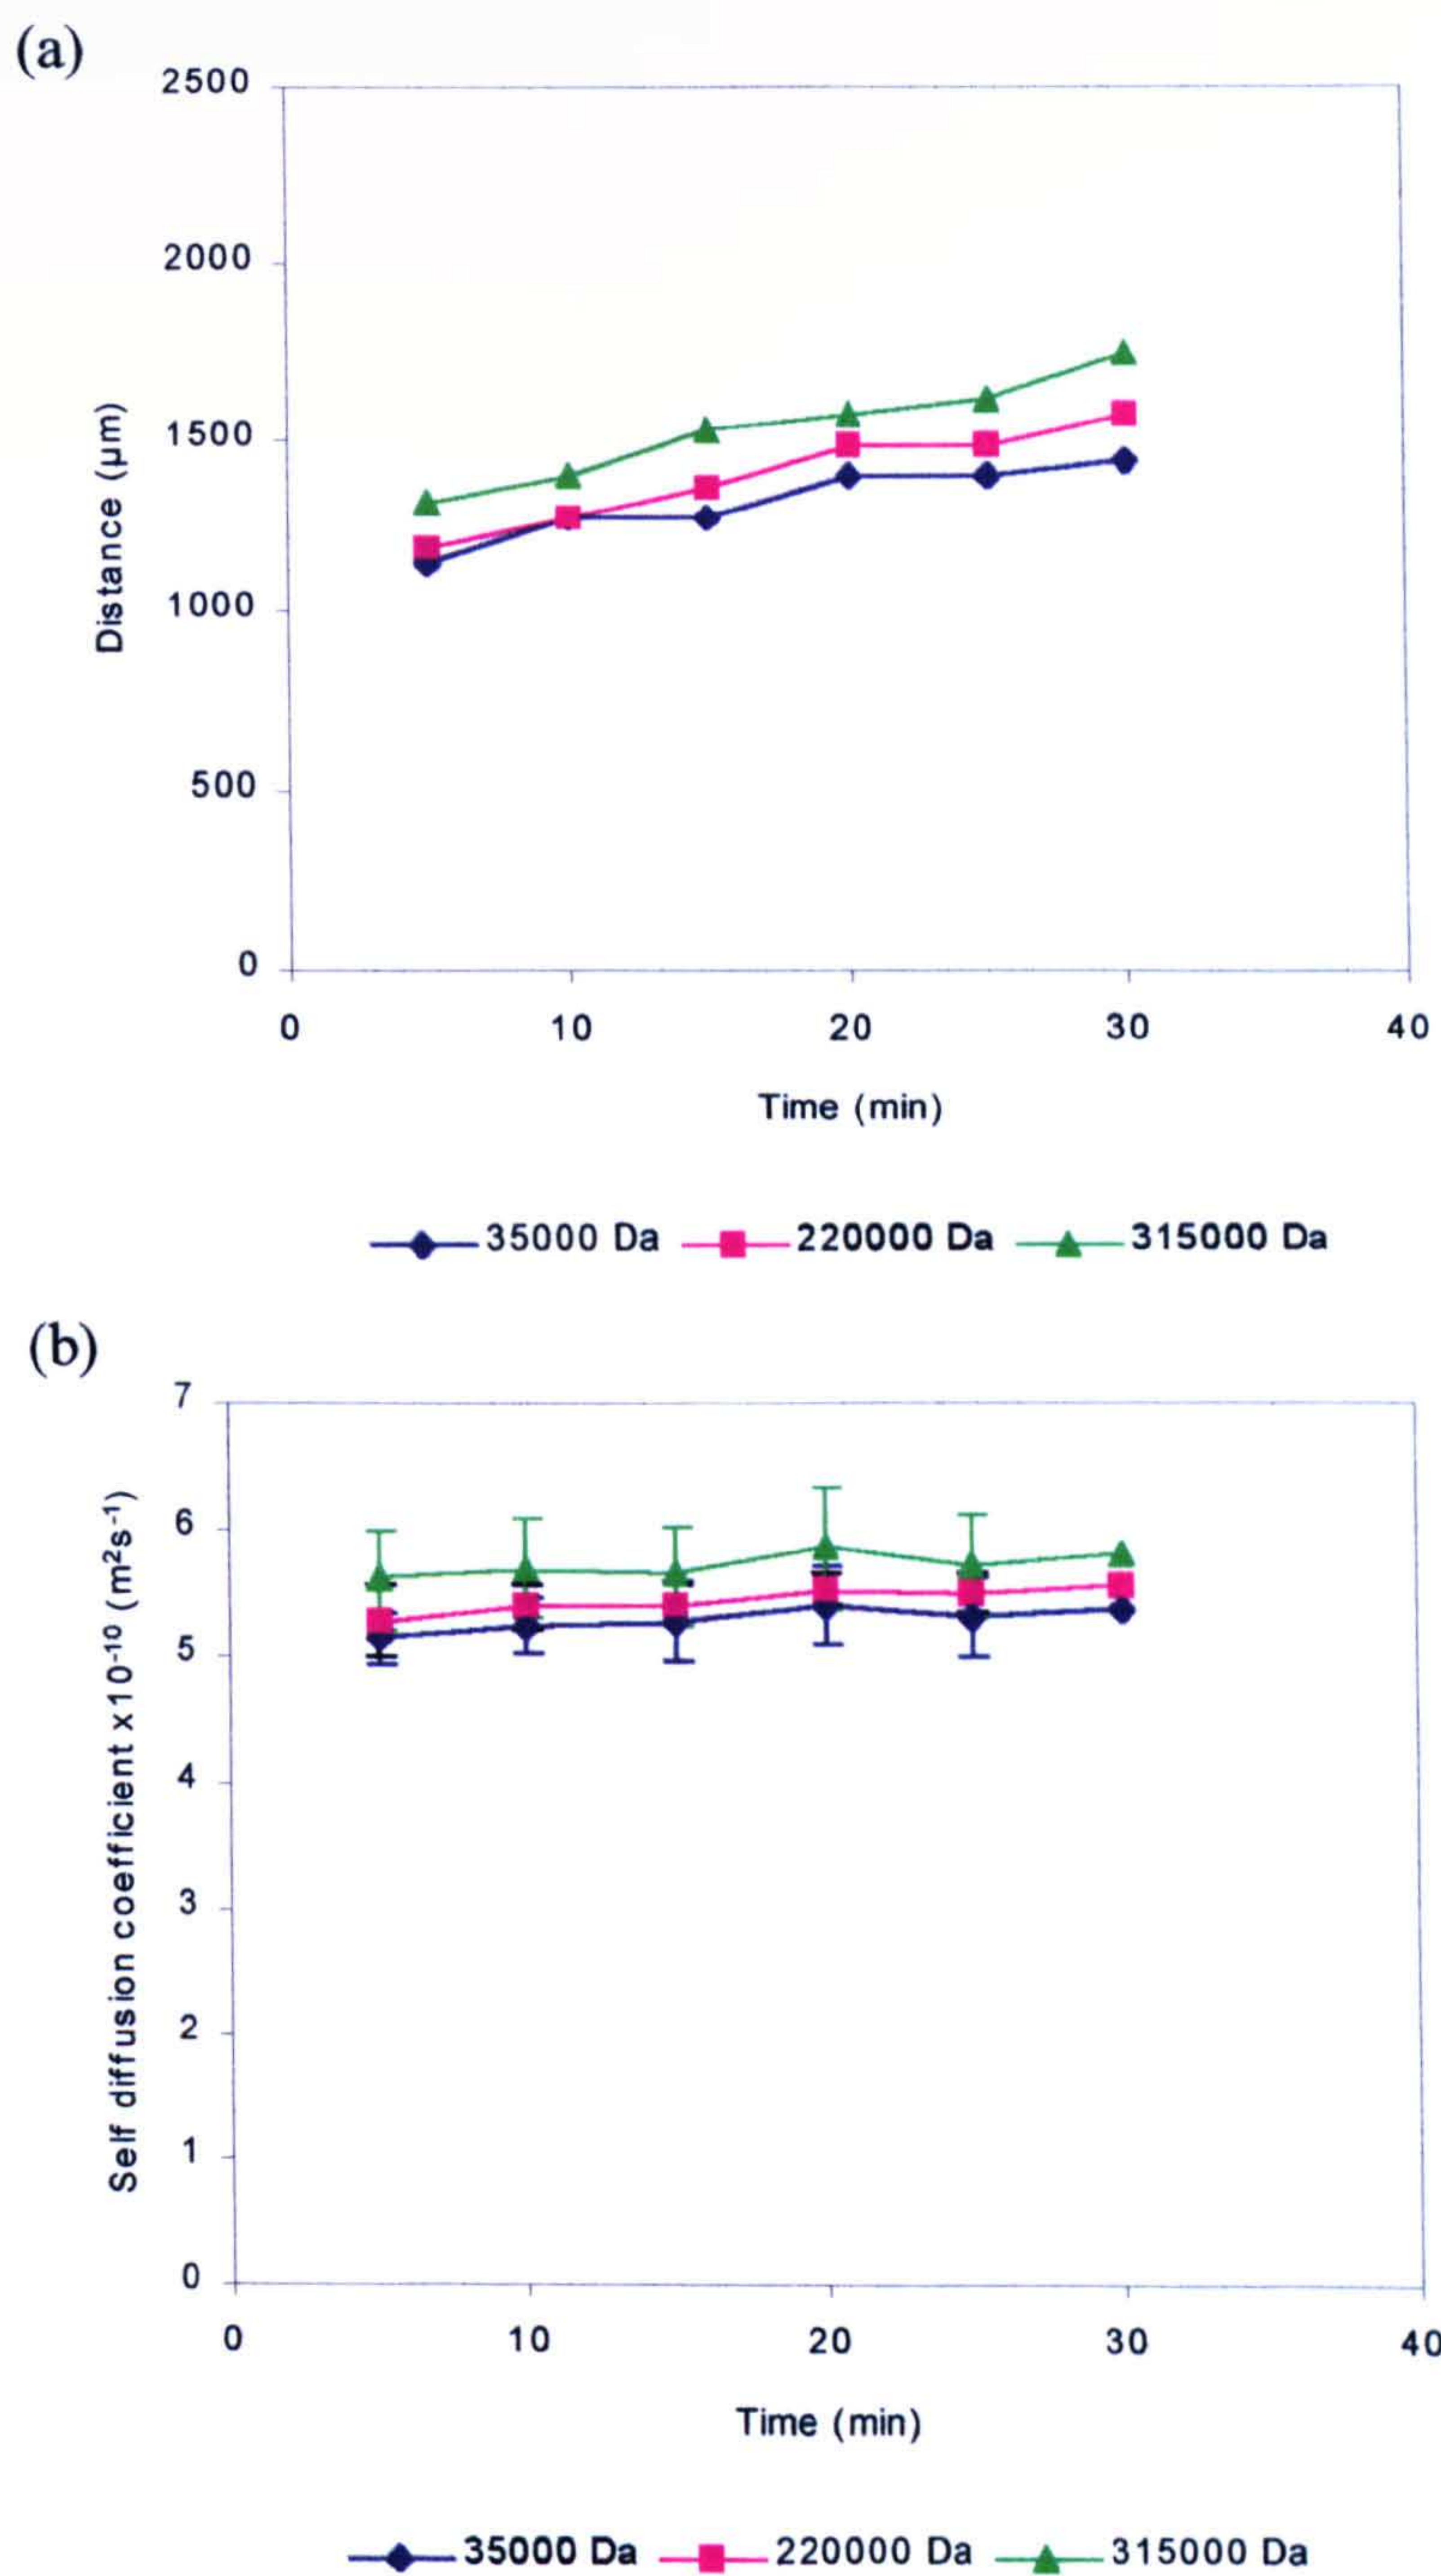 (a)
2500
2000
1500
1000
500
0
Distance (µm)
0 10 20 30 40
Time (min)
35000 Da 220000 Da 315000 Da
(b)
7
6
5
4
3
2
1
0
Self diffusion coefficient x10⁻¹⁰ (m²s⁻¹)
0 10 20 30 40
Time (min)
35000 Da 220000 Da 315000 Da